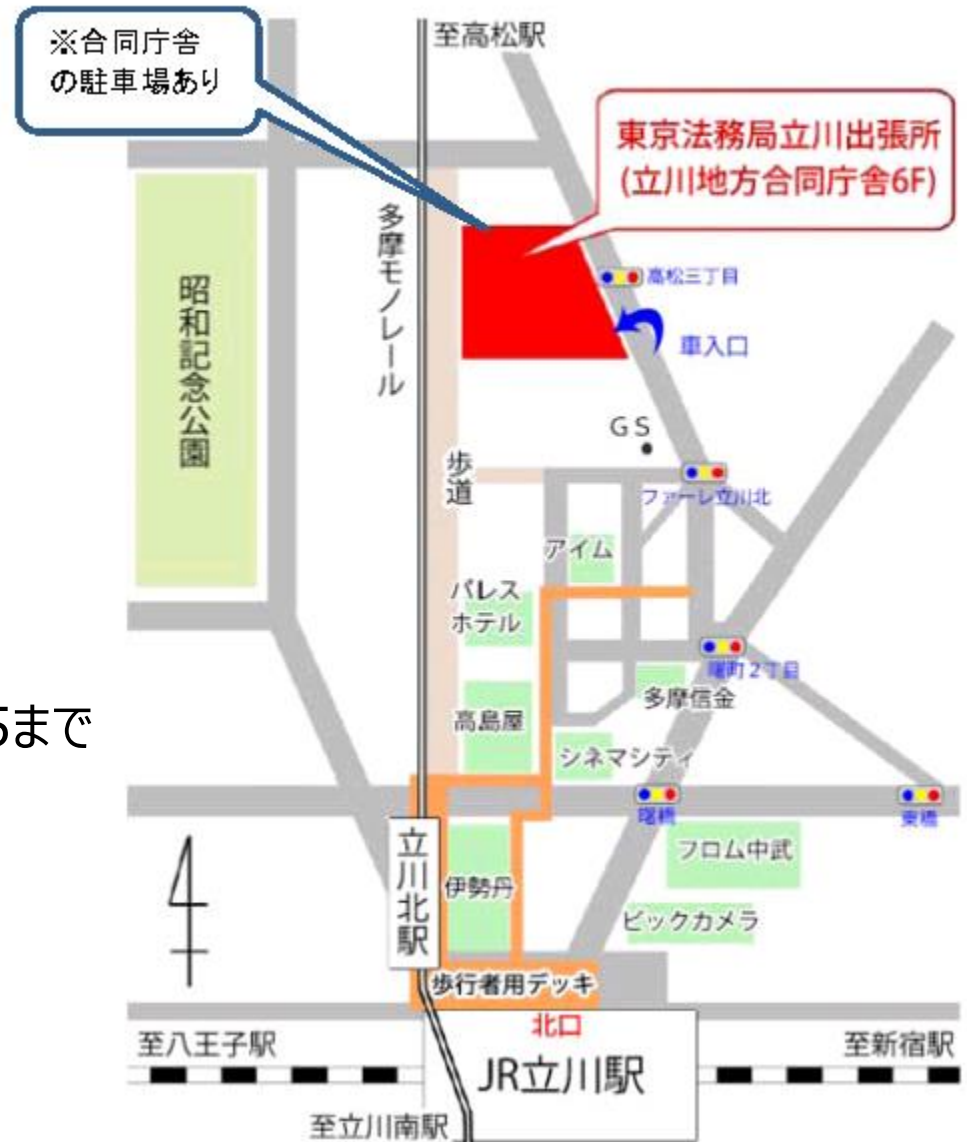 ※合同庁舎
の駐車場あり
至高松駅
東京法務局立川出張所
(立川地方合同庁舎6F)
多摩モノレール
高松三丁目
昭和記念公園
車入口
GS
歩道
ファーレ立川北
アイム
パレス
ホテル
曙町2丁目
多摩信金
5まで
高島屋
シネマシティ
曙橋
東橋
立川北駅
フロム中武
伊勢丹
ビックカメラ
歩行者用デッキ
北口
至八王子駅
至新宿駅
JR立川駅
至立川南駅